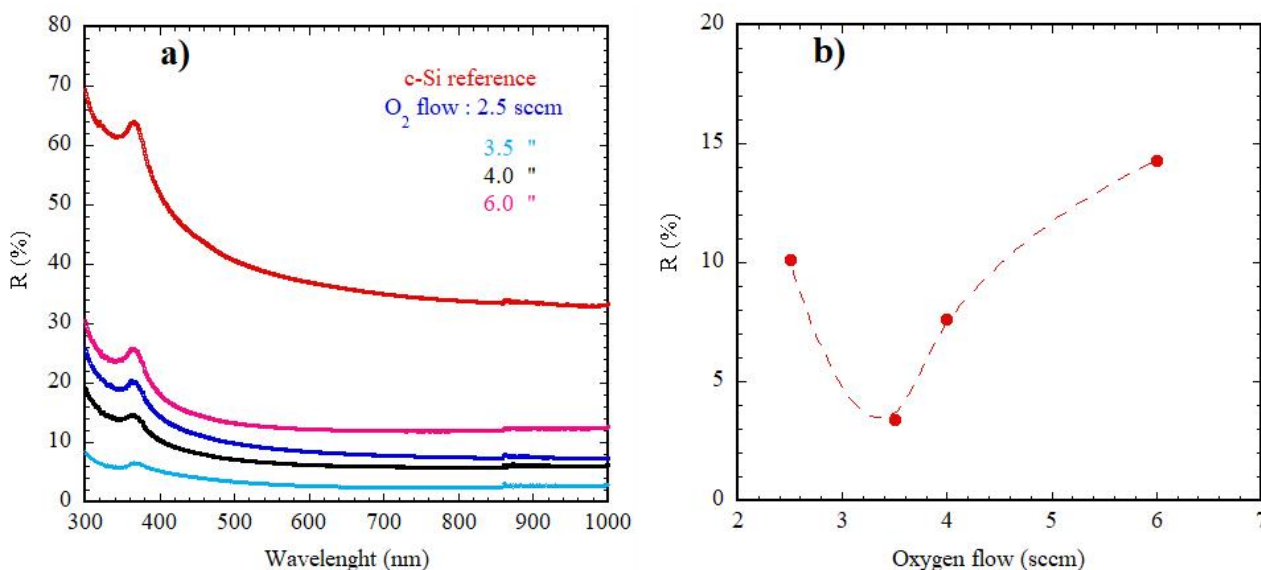 a)
c-Si reference
O2 flow : 2.5 sccm
3.5 "
4.0 "
6.0 "
80
70
60
50
40
30
20
10
0
R (%)
300 400 500 600 700 800 900 1000
Wavelenght (nm)
b)
20
15
10
5
0
R (%)
2 3 4 5 6 7
Oxygen flow (sccm)